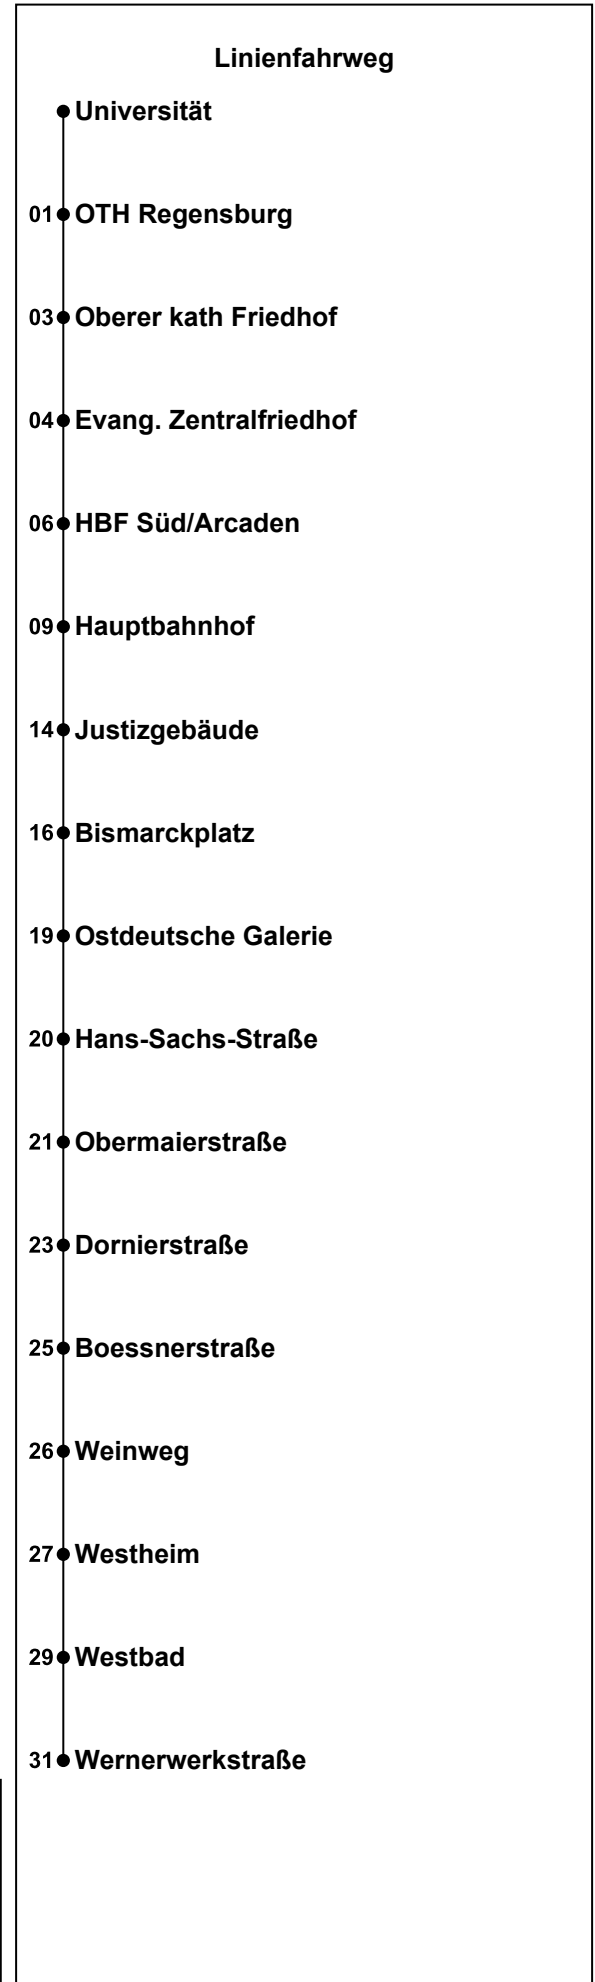 Linienfahrweg
Universität
01 OTH Regensburg
03 Oberer kath Friedhof
04 Evang. Zentralfriedhof
06 HBF Süd/Arcaden
09 Hauptbahnhof
14 Justizgebäude
16 Bismarckplatz
19 Ostdeutsche Galerie
20 Hans-Sachs-Straße
21 Obermaierstraße
23 Dornierstraße
25 Boessnerstraße
26 Weinweg
27 Westheim
29 Westbad
31 Wernerwerkstraße